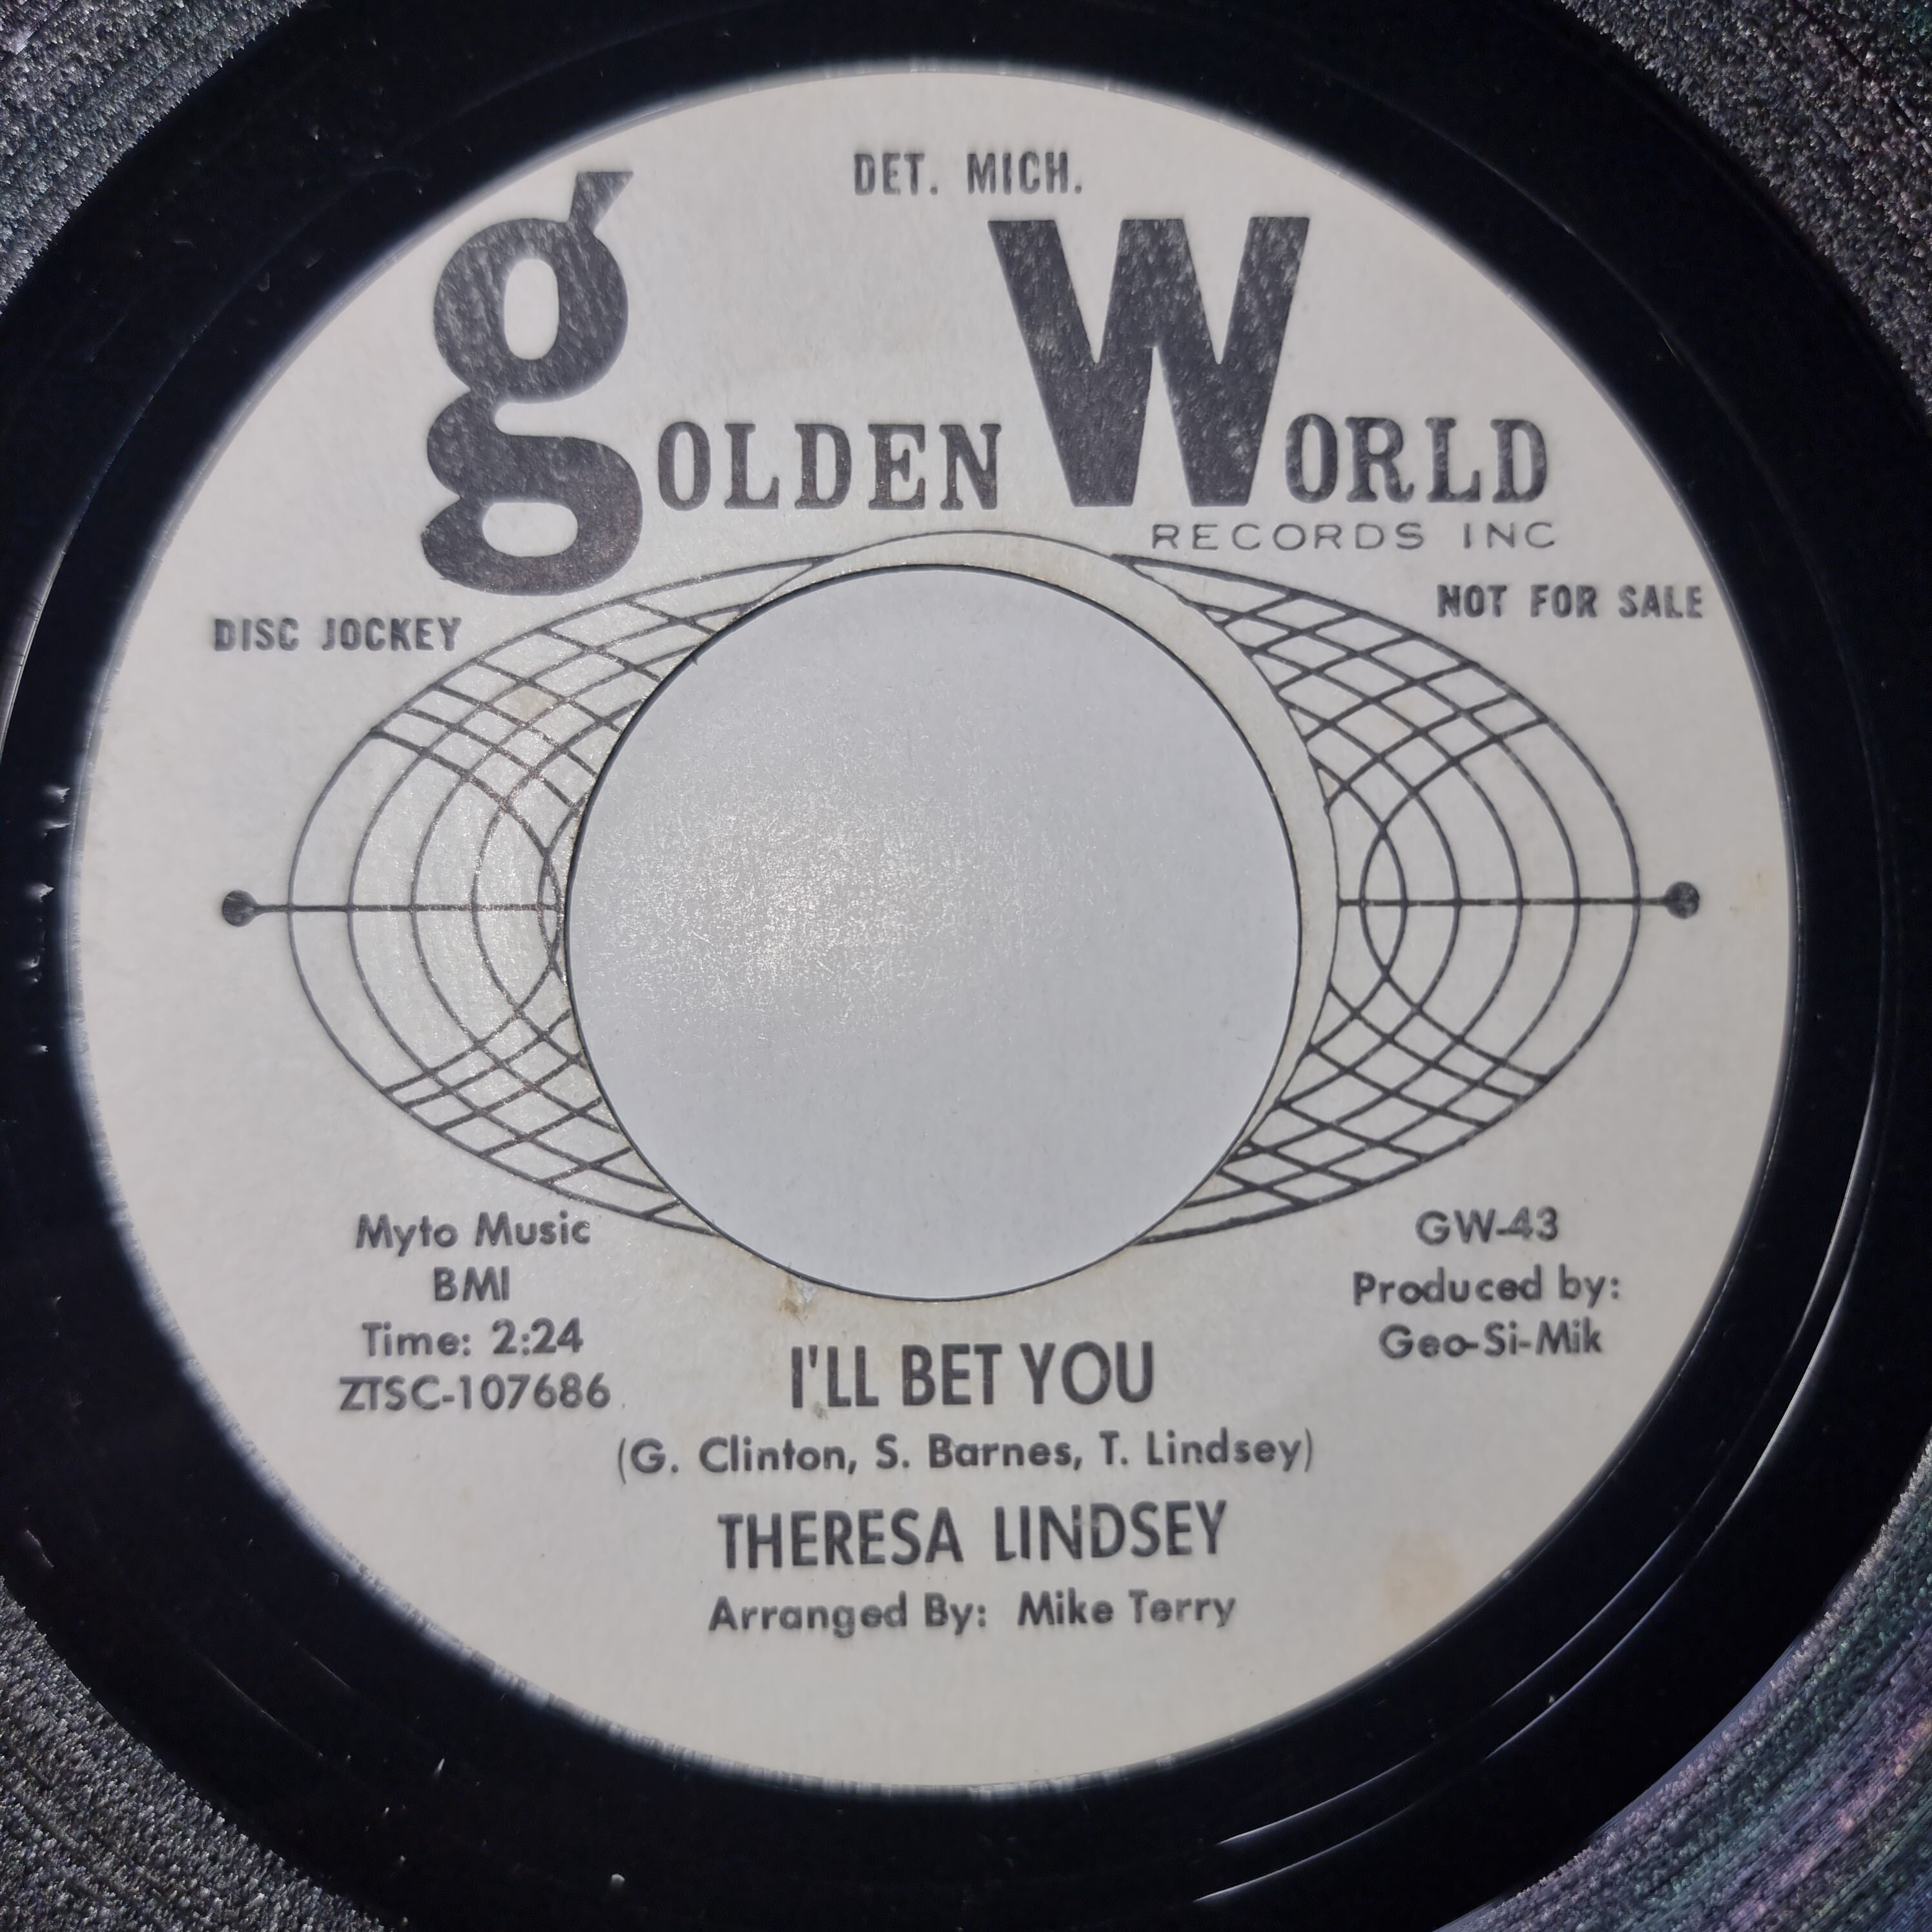 DET. MICH.
gOLDEN WORLD
RECORDS INC
DISC JOCKEY
NOT FOR SALE
Myto Music
BMI
Time: 2:24
ZTSC-107686
GW-43
Produced by:
Geo-Si-Mik
I'LL BET YOU
(G. Clinton, S. Barnes, T. Lindsey)
THERESA LINDSEY
Arranged By: Mike Terry